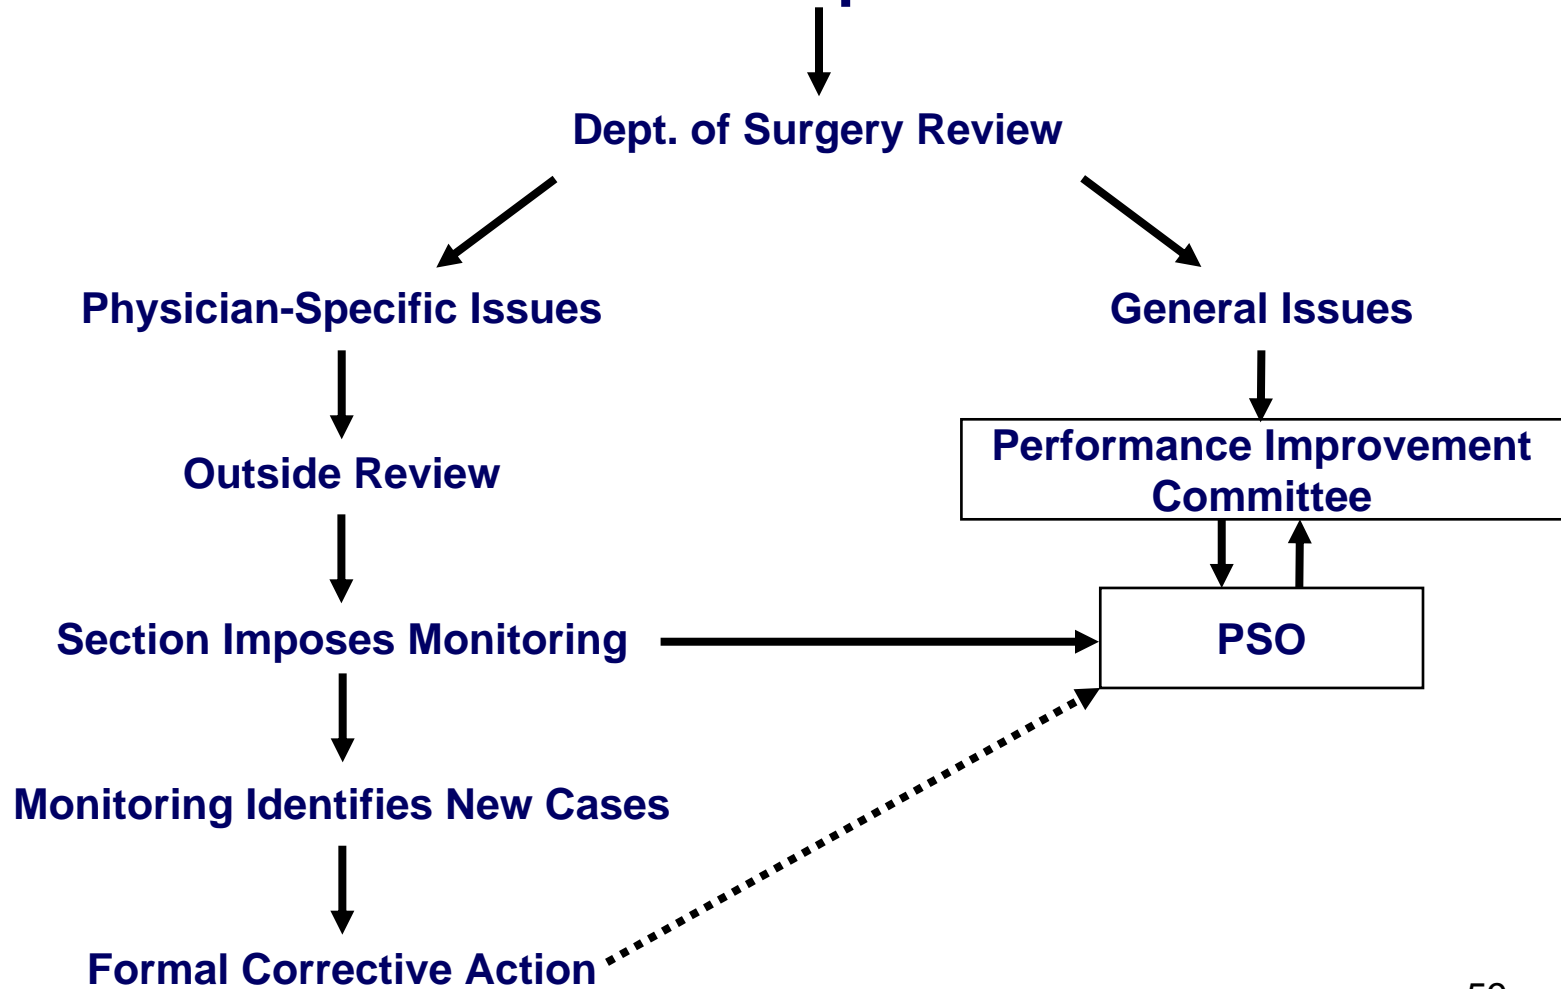 Dept. of Surgery Review
Physician-Specific Issues
General Issues
Performance Improvement
Committee
Outside Review
Section Imposes Monitoring
PSO
Monitoring Identifies New Cases
Formal Corrective Action